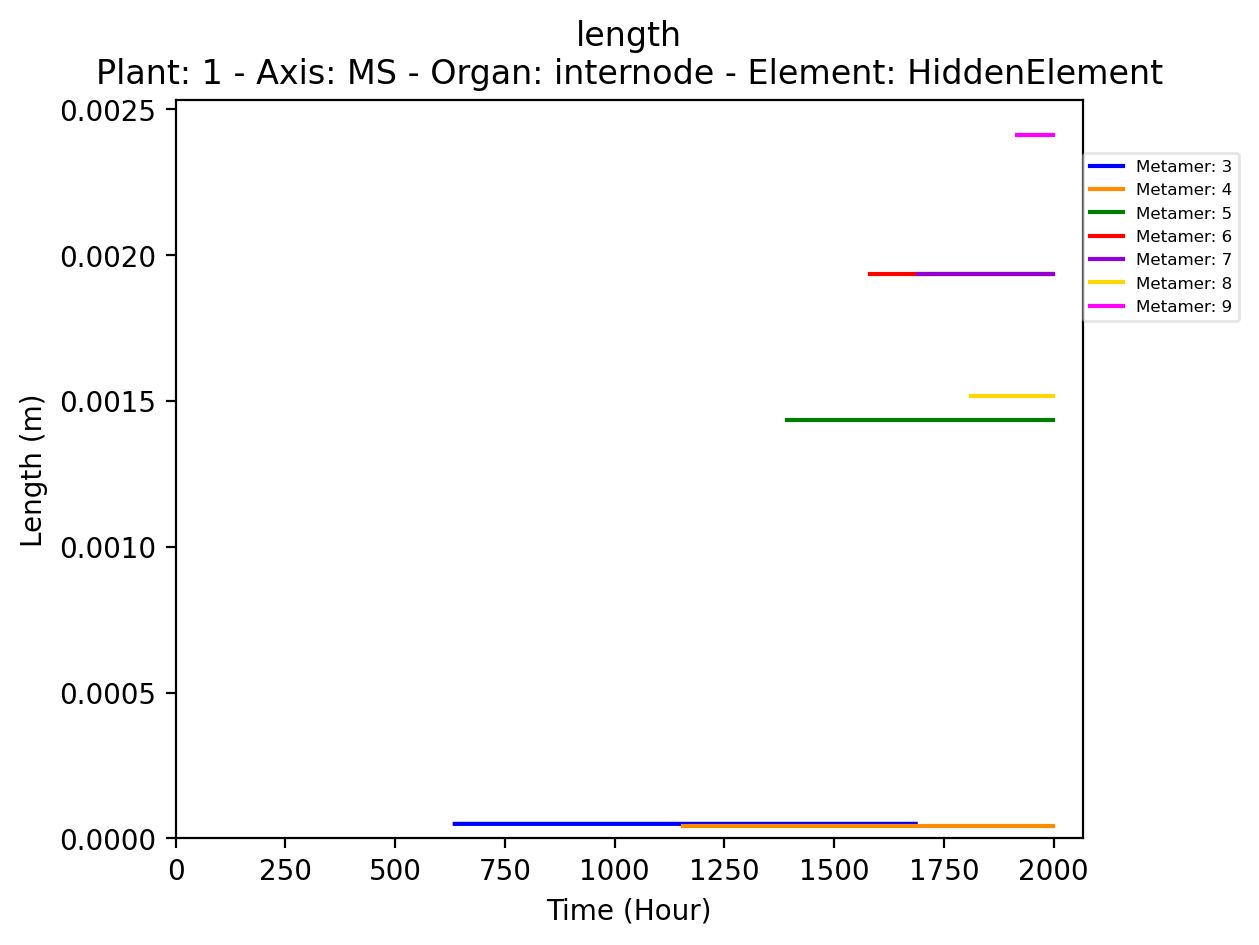 length
Plant: 1 - Axis: MS - Organ: internode - Element: HiddenElement
0.0025
0.0020
0.0015
0.0010
0.0005
0.0000
Length (m)
0 250 500 750 1000 1250 1500 1750 2000
Time (Hour)
Metamer: 3
Metamer: 4
Metamer: 5
Metamer: 6
Metamer: 7
Metamer: 8
Metamer: 9